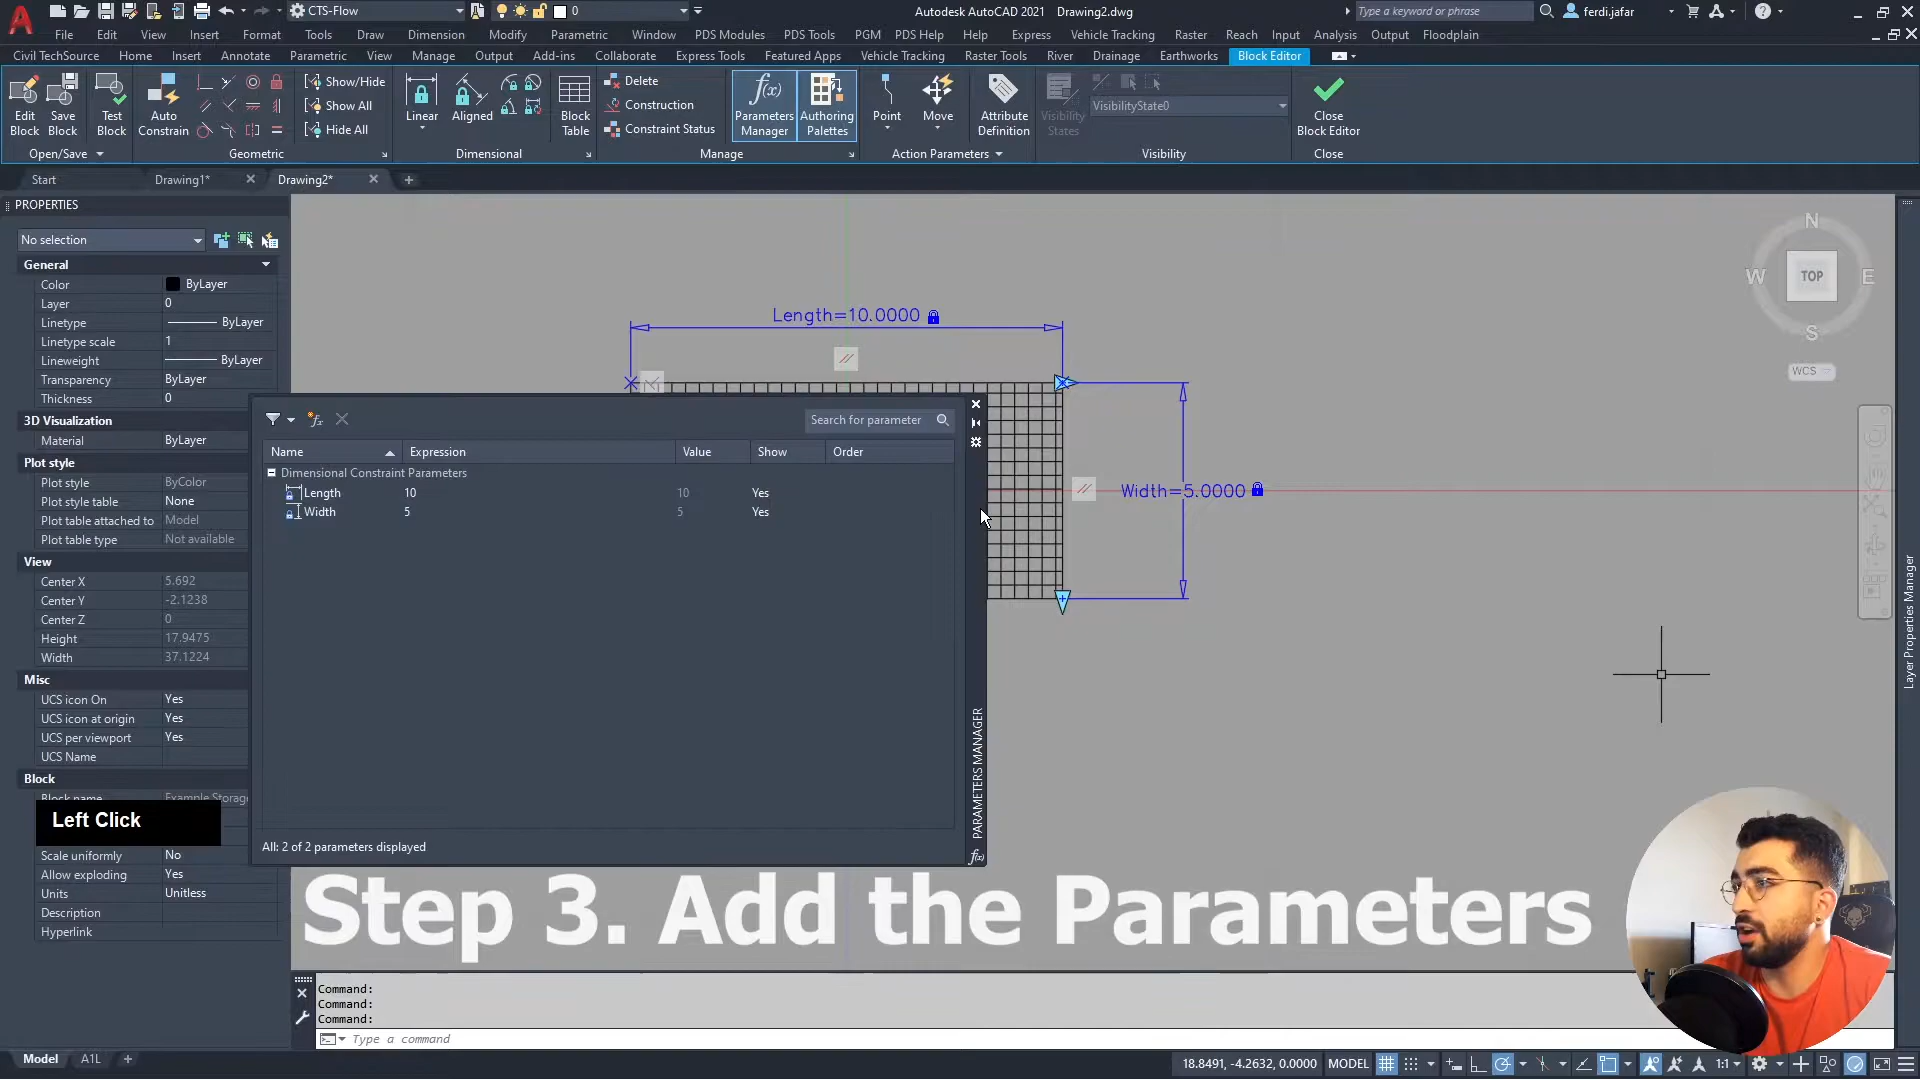 CTS-Flow
0
Autodesk AutoCAD 2021 Drawing2.dwg
Type a keyword or phrase
ferdi.jafar
File Edit View Insert Format Tools Draw Dimension Modify Parametric Window PDS Modules PDS Tools PGM PDS Help Help Express Vehicle Tracking Raster Reach Input Analysis Output Floodplain
Civil TechSource Home Insert Annotate Parametric View Manage Output Add-ins Collaborate Express Tools Featured Apps Vehicle Tracking Raster Tools River Drainage Earthworks Block Editor
Edit Block
Save Block
Test Block
Auto Constrain
Show/Hide
Show All
Hide All
Linear
Aligned
Block Table
Delete
Construction
Constraint Status
Parameters Manager
Authoring Palettes
Point
Move
Attribute Definition
Visibility States
VisibilityState0
Close Block Editor
Open/Save Geometric Dimensional Manage Action Parameters Visibility Close
Start Drawing1* Drawing2*
PROPERTIES
No selection
General
Color ByLayer
Layer 0
Linetype ByLayer
Linetype scale 1
Lineweight ByLayer
Transparency ByLayer
Thickness 0
3D Visualization
Material ByLayer
Plot style
Plot style ByColor
Plot style table None
Plot table attached to Model
Plot table type Not available
View
Center X 5.692
Center Y -2.1238
Center Z 0
Height 17.9475
Width 37.1224
Misc
UCS icon On Yes
UCS icon at origin Yes
UCS per viewport Yes
UCS Name
Block
Block name Example Storage
Left Click
Scale uniformly No
Allow exploding Yes
Units Unitless
Description
Hyperlink
Length=10.0000
Width=5.0000
N
W TOP E
S
WCS
Layer Properties Manager
Search for parameter
Name Expression Value Show Order
Dimensional Constraint Parameters
Length 10 10 Yes
Width 5 5 Yes
PARAMETERS MANAGER
f(x)
All: 2 of 2 parameters displayed
Step 3. Add the Parameters
Command:
Command:
Command:
Type a command
Model A1L
18.8491, -4.2632, 0.0000 MODEL
1:1